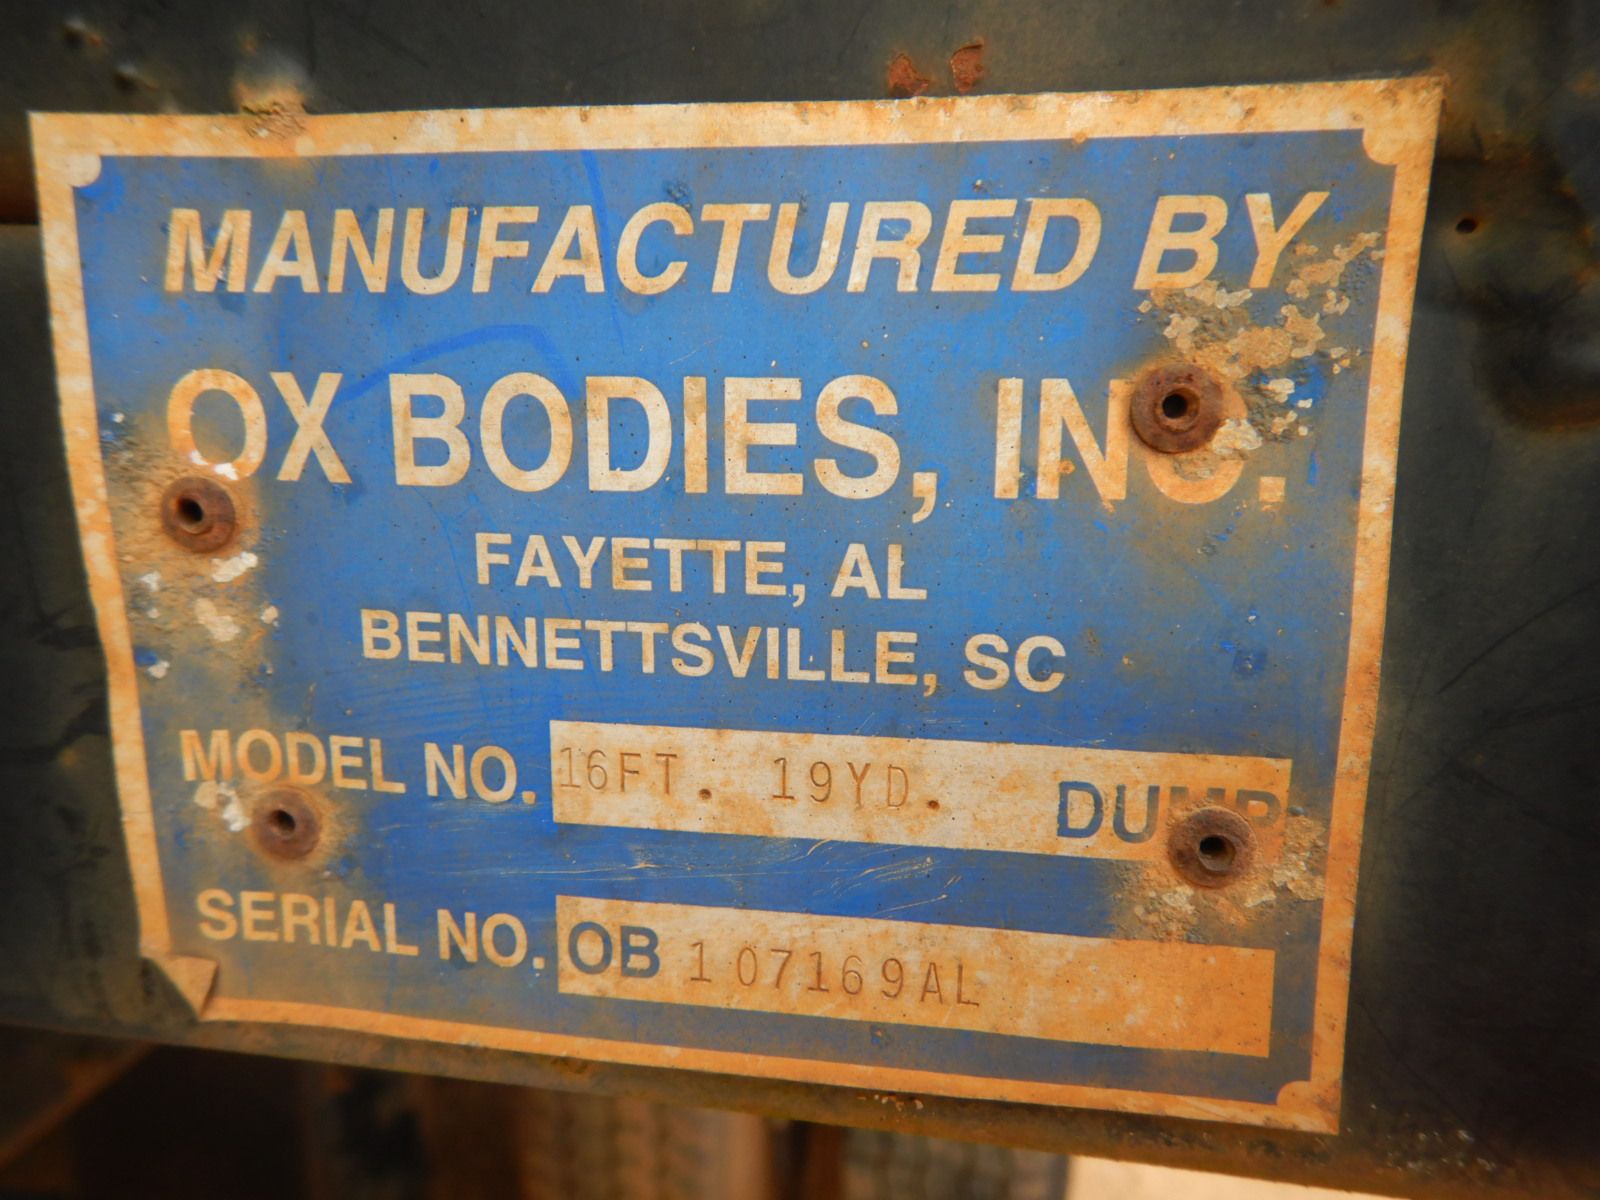 MANUFACTURED BY
OX BODIES, INC.
FAYETTE, AL
BENNETTSVILLE, SC
MODEL NO. 16FT. 19YD. DUMP
SERIAL NO. OB 107169AL